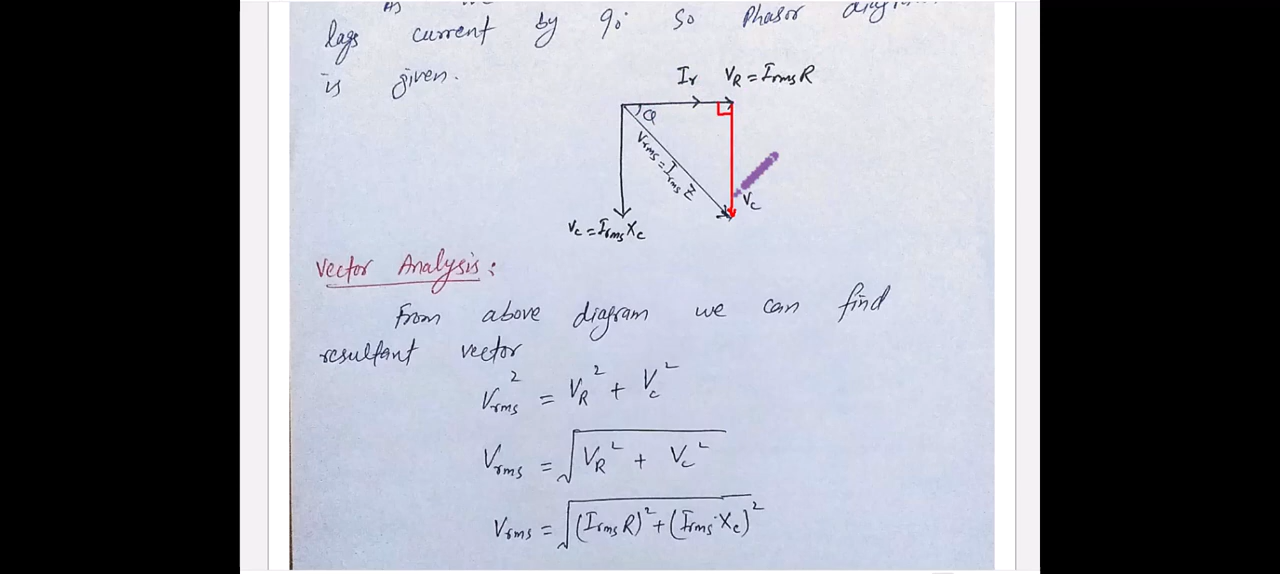 As
lags current by 90° so Phasor diagram
is given.
Ir VR = Irms R
φ
Vrms = Irms Z
Vc
Vc = Irms Xc
Vector Analysis:
From above diagram we can find
resultant vector
Vrms² = VR² + Vc²
Vrms = √(VR² + Vc²)
Vrms = √((Irms R)² + (Irms · Xc)²)